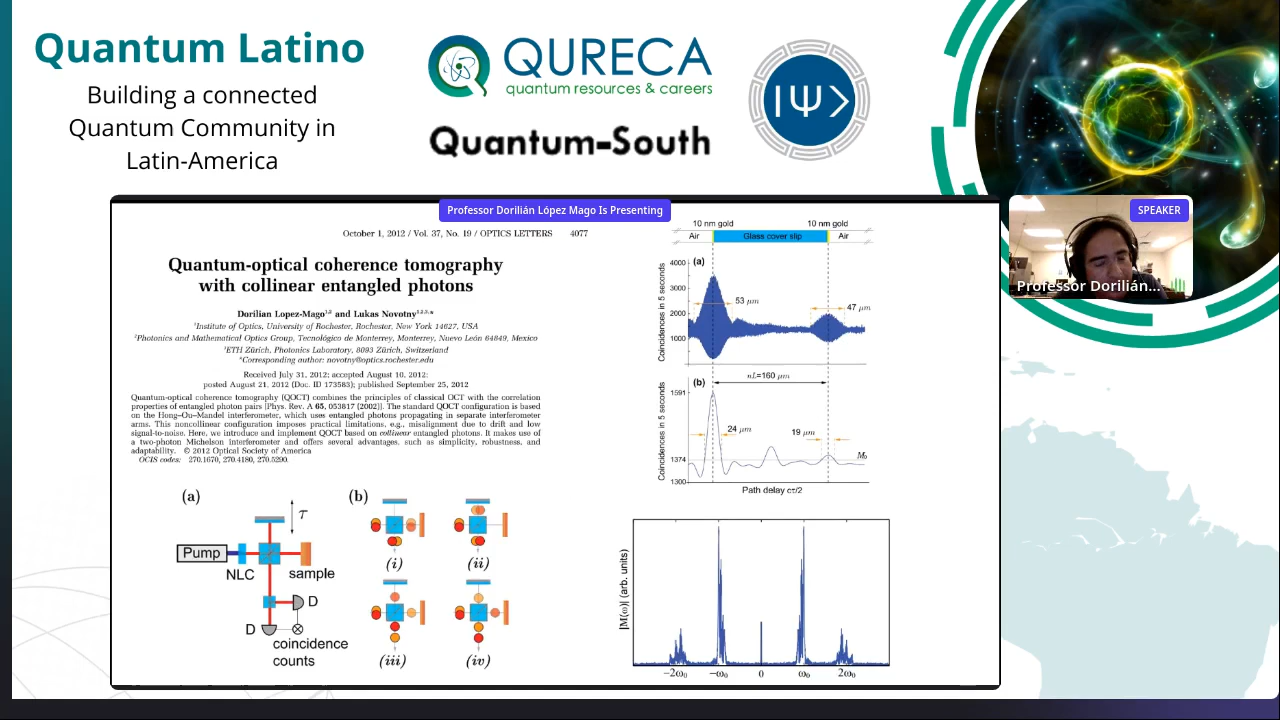 Quantum Latino
Building a connected
Quantum Community in
Latin-America
QURECA
quantum resources & careers
Quantum-South
|Ψ>
Professor Dorilián López Mago Is Presenting
SPEAKER
Professor Dorilián...
October 1, 2012 / Vol. 37, No. 19 / OPTICS LETTERS 4077
Quantum-optical coherence tomography
with collinear entangled photons
Dorilian Lopez-Mago1,2 and Lukas Novotny1,2,3,*
1Institute of Optics, University of Rochester, Rochester, New York 14627, USA
2Photonics and Mathematical Optics Group, Tecnológico de Monterrey, Monterrey, Nuevo León 64849, Mexico
3ETH Zürich, Photonics Laboratory, 8093 Zürich, Switzerland
*Corresponding author: novotny@optics.rochester.edu
Received July 31, 2012; accepted August 10, 2012;
posted August 21, 2012 (Doc. ID 173583); published September 25, 2012
Quantum-optical coherence tomography (QOCT) combines the principles of classical OCT with the correlation
properties of entangled photon pairs [Phys. Rev. A 65, 053817 (2002)]. The standard QOCT configuration is based
on the Hong–Ou–Mandel interferometer, which uses entangled photons propagating in separate interferometer
arms. This noncollinear configuration imposes practical limitations, e.g., misalignment due to drift and low
signal-to-noise. Here, we introduce and implement QOCT based on collinear entangled photons. It makes use of
a two-photon Michelson interferometer and offers several advantages, such as simplicity, robustness, and
adaptability. © 2012 Optical Society of America
OCIS codes: 270.1670, 270.4180, 270.5290.
(a)
τ
Pump
NLC
sample
D
D
coincidence
counts
(b)
(i)
(ii)
(iii)
(iv)
10 nm gold
10 nm gold
Air
Glass cover slip
Air
(a)
Coincidences in 5 seconds
4000
3000
2000
1000
53 μm
47 μm
(b)
nL=160 μm
Coincidences in 5 seconds
1591
1374
1300
24 μm
19 μm
M₀
Path delay cτ/2
|M(ω)| (arb. units)
−2ω₀ −ω₀ 0 ω₀ 2ω₀